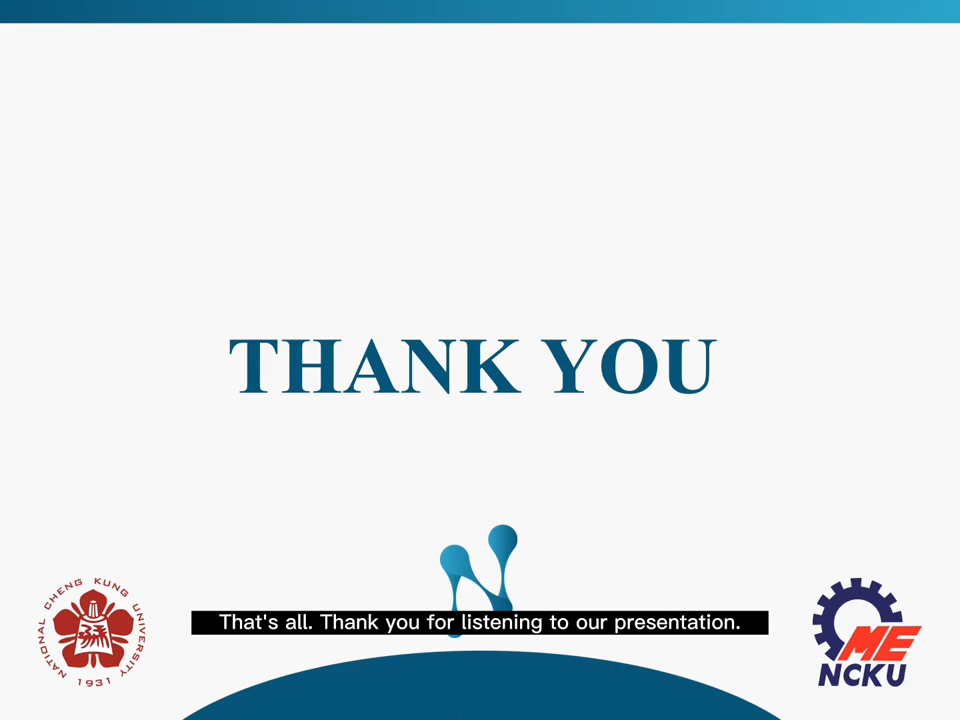 THANK YOU
NATIONAL CHENG KUNG UNIVERSITY
1931
That's all. Thank you for listening to our presentation.
ME
NCKU